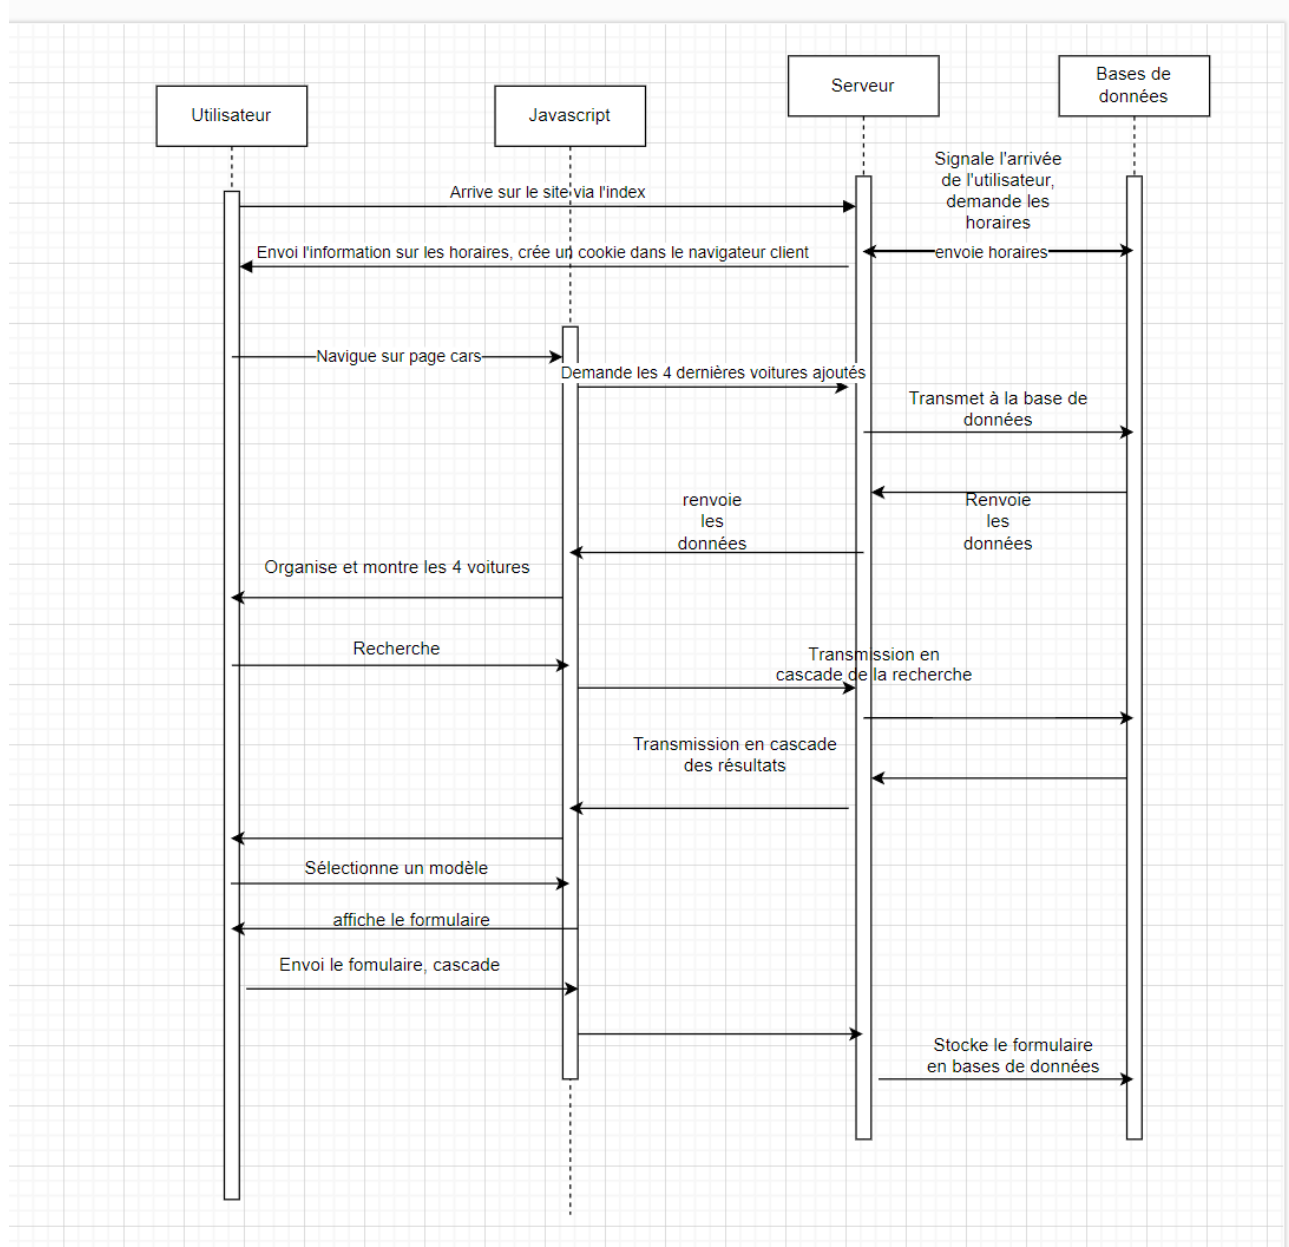 Utilisateur
Javascript
Serveur
Bases de
données
Arrive sur le site via l'index
Signale l'arrivée
de l'utilisateur,
demande les
horaires
Envoi l'information sur les horaires, crée un cookie dans le navigateur client
envoie horaires
Navigue sur page cars
Demande les 4 dernières voitures ajoutés
Transmet à la base de
données
renvoie
les
données
Renvoie
les
données
Organise et montre les 4 voitures
Recherche
Transmission en
cascade de la recherche
Transmission en cascade
des résultats
Sélectionne un modèle
affiche le formulaire
Envoi le fomulaire, cascade
Stocke le formulaire
en bases de données